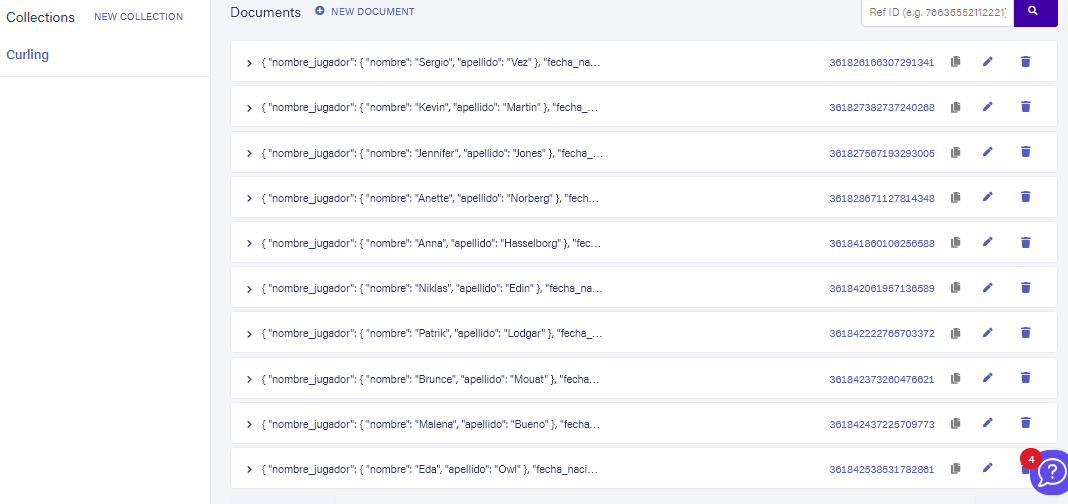 Collections NEW COLLECTION
Documents NEW DOCUMENT
Ref ID (e.g. 76635552112221)
Curling
{ "nombre_jugador": { "nombre": "Sergio", "apellido": "Vez" }, "fecha_na... 361826166307291341
{ "nombre_jugador": { "nombre": "Kevin", "apellido": "Martin" }, "fecha_... 361827382737240268
{ "nombre_jugador": { "nombre": "Jennifer", "apellido": "Jones" }, "fecha_... 361827567193293005
{ "nombre_jugador": { "nombre": "Anette", "apellido": "Norberg" }, "fech... 361828671127814348
{ "nombre_jugador": { "nombre": "Anna", "apellido": "Hasselborg" }, "fec... 361841860106256588
{ "nombre_jugador": { "nombre": "Niklas", "apellido": "Edin" }, "fecha_na... 361842061957136589
{ "nombre_jugador": { "nombre": "Patrik", "apellido": "Lodgar" }, "fecha_... 361842222765703372
{ "nombre_jugador": { "nombre": "Brunce", "apellido": "Mouat" }, "fecha... 361842373260476621
{ "nombre_jugador": { "nombre": "Malena", "apellido": "Bueno" }, "fecha... 361842437225709773
{ "nombre_jugador": { "nombre": "Eda", "apellido": "Owl" }, "fecha_naci... 361842538531782861
4